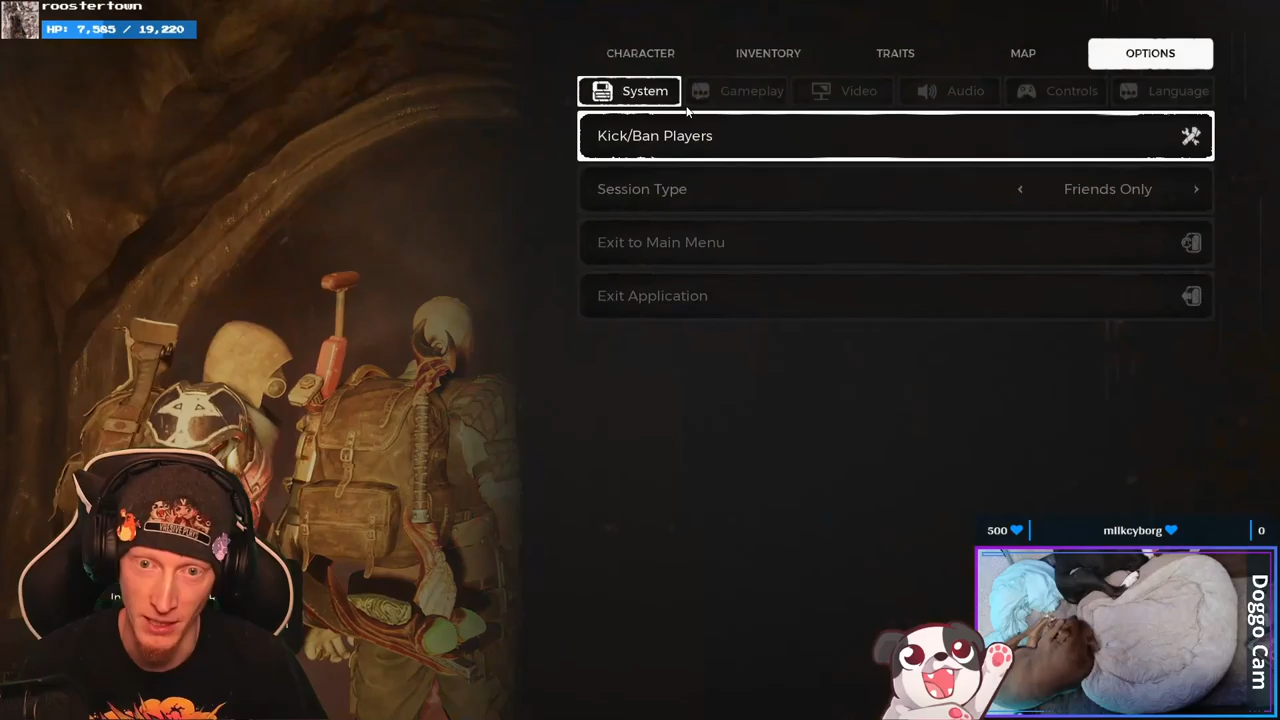 roostertown
HP: 7,585 / 19,220
CHARACTER INVENTORY TRAITS MAP OPTIONS
System Gameplay Video Audio Controls Language
Kick/Ban Players
Session Type Friends Only
Exit to Main Menu
Exit Application
500 milkcyborg 0
Doggo Cam